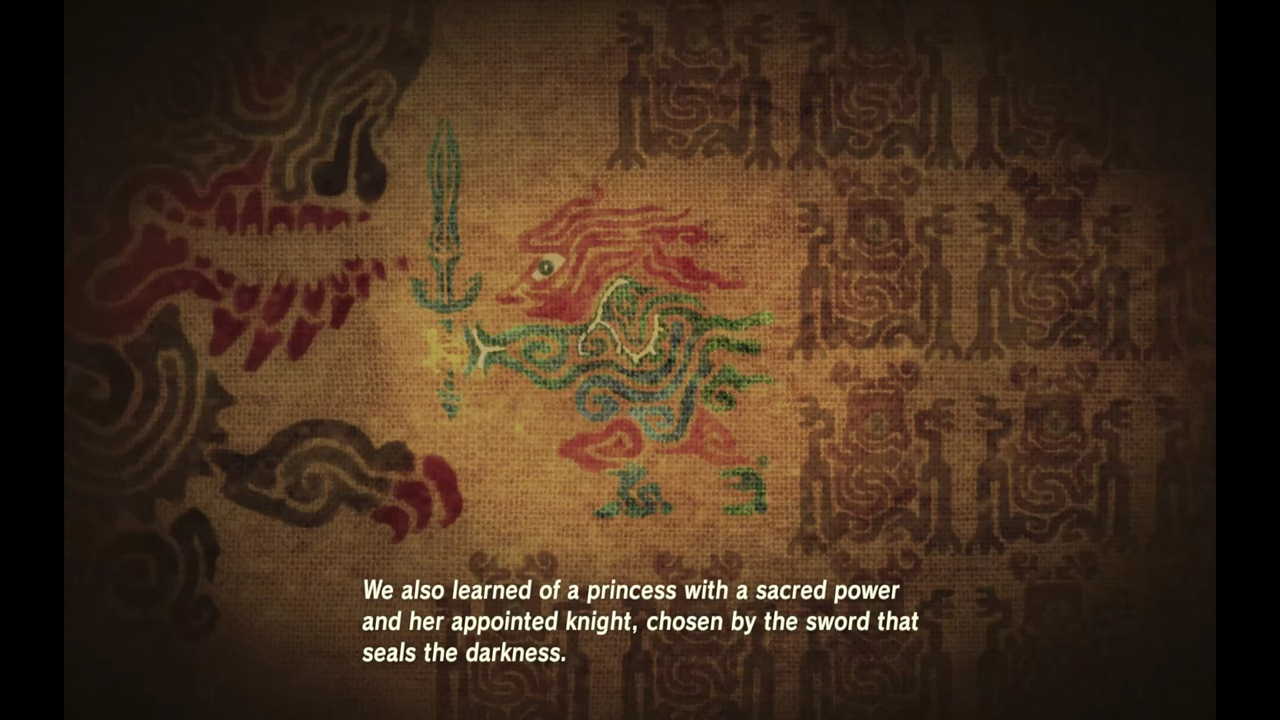 We also learned of a princess with a sacred power
and her appointed knight, chosen by the sword that
seals the darkness.